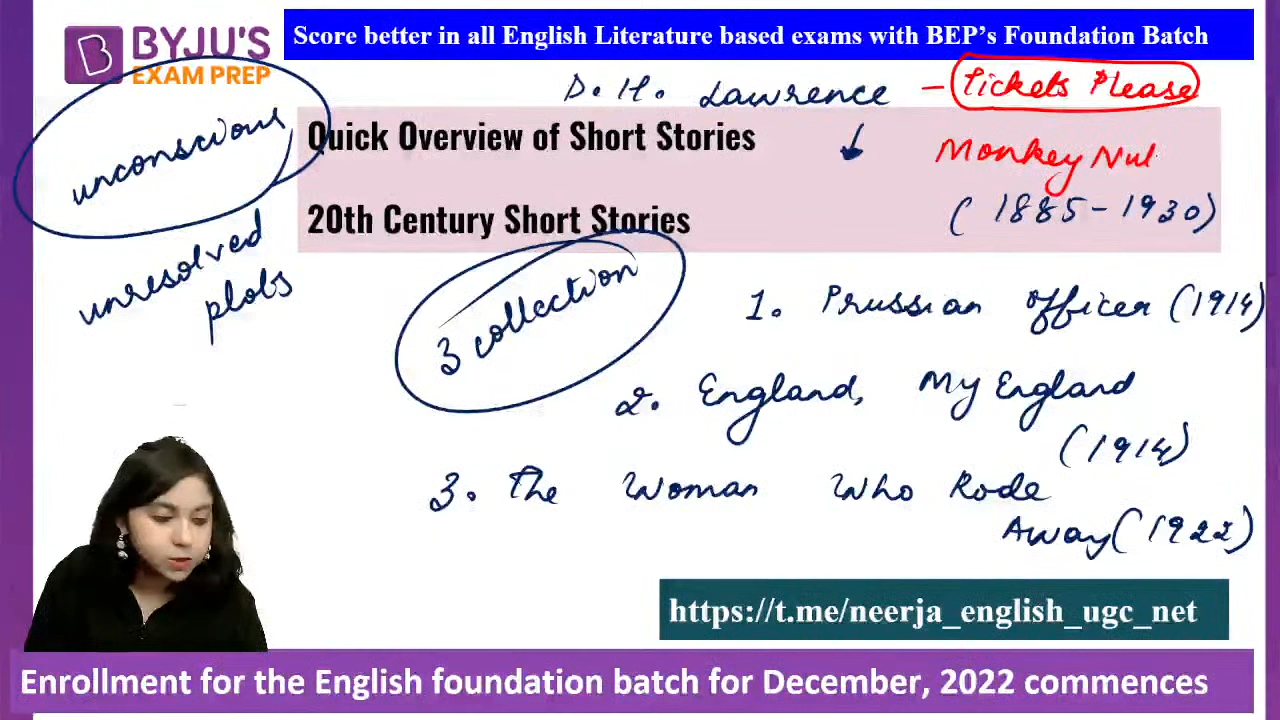 BYJU'S
EXAM PREP
Score better in all English Literature based exams with BEP's Foundation Batch
D. H. Lawrence – Tickets Please
unconscious
Quick Overview of Short Stories
Monkey Nut
20th Century Short Stories
(1885-1930)
unresolved
plots
3 collection
1. Prussian Officer (1914)
2. England, My England
(1914)
3. The Woman Who Rode
Away (1922)
https://t.me/neerja_english_ugc_net
Enrollment for the English foundation batch for December, 2022 commences